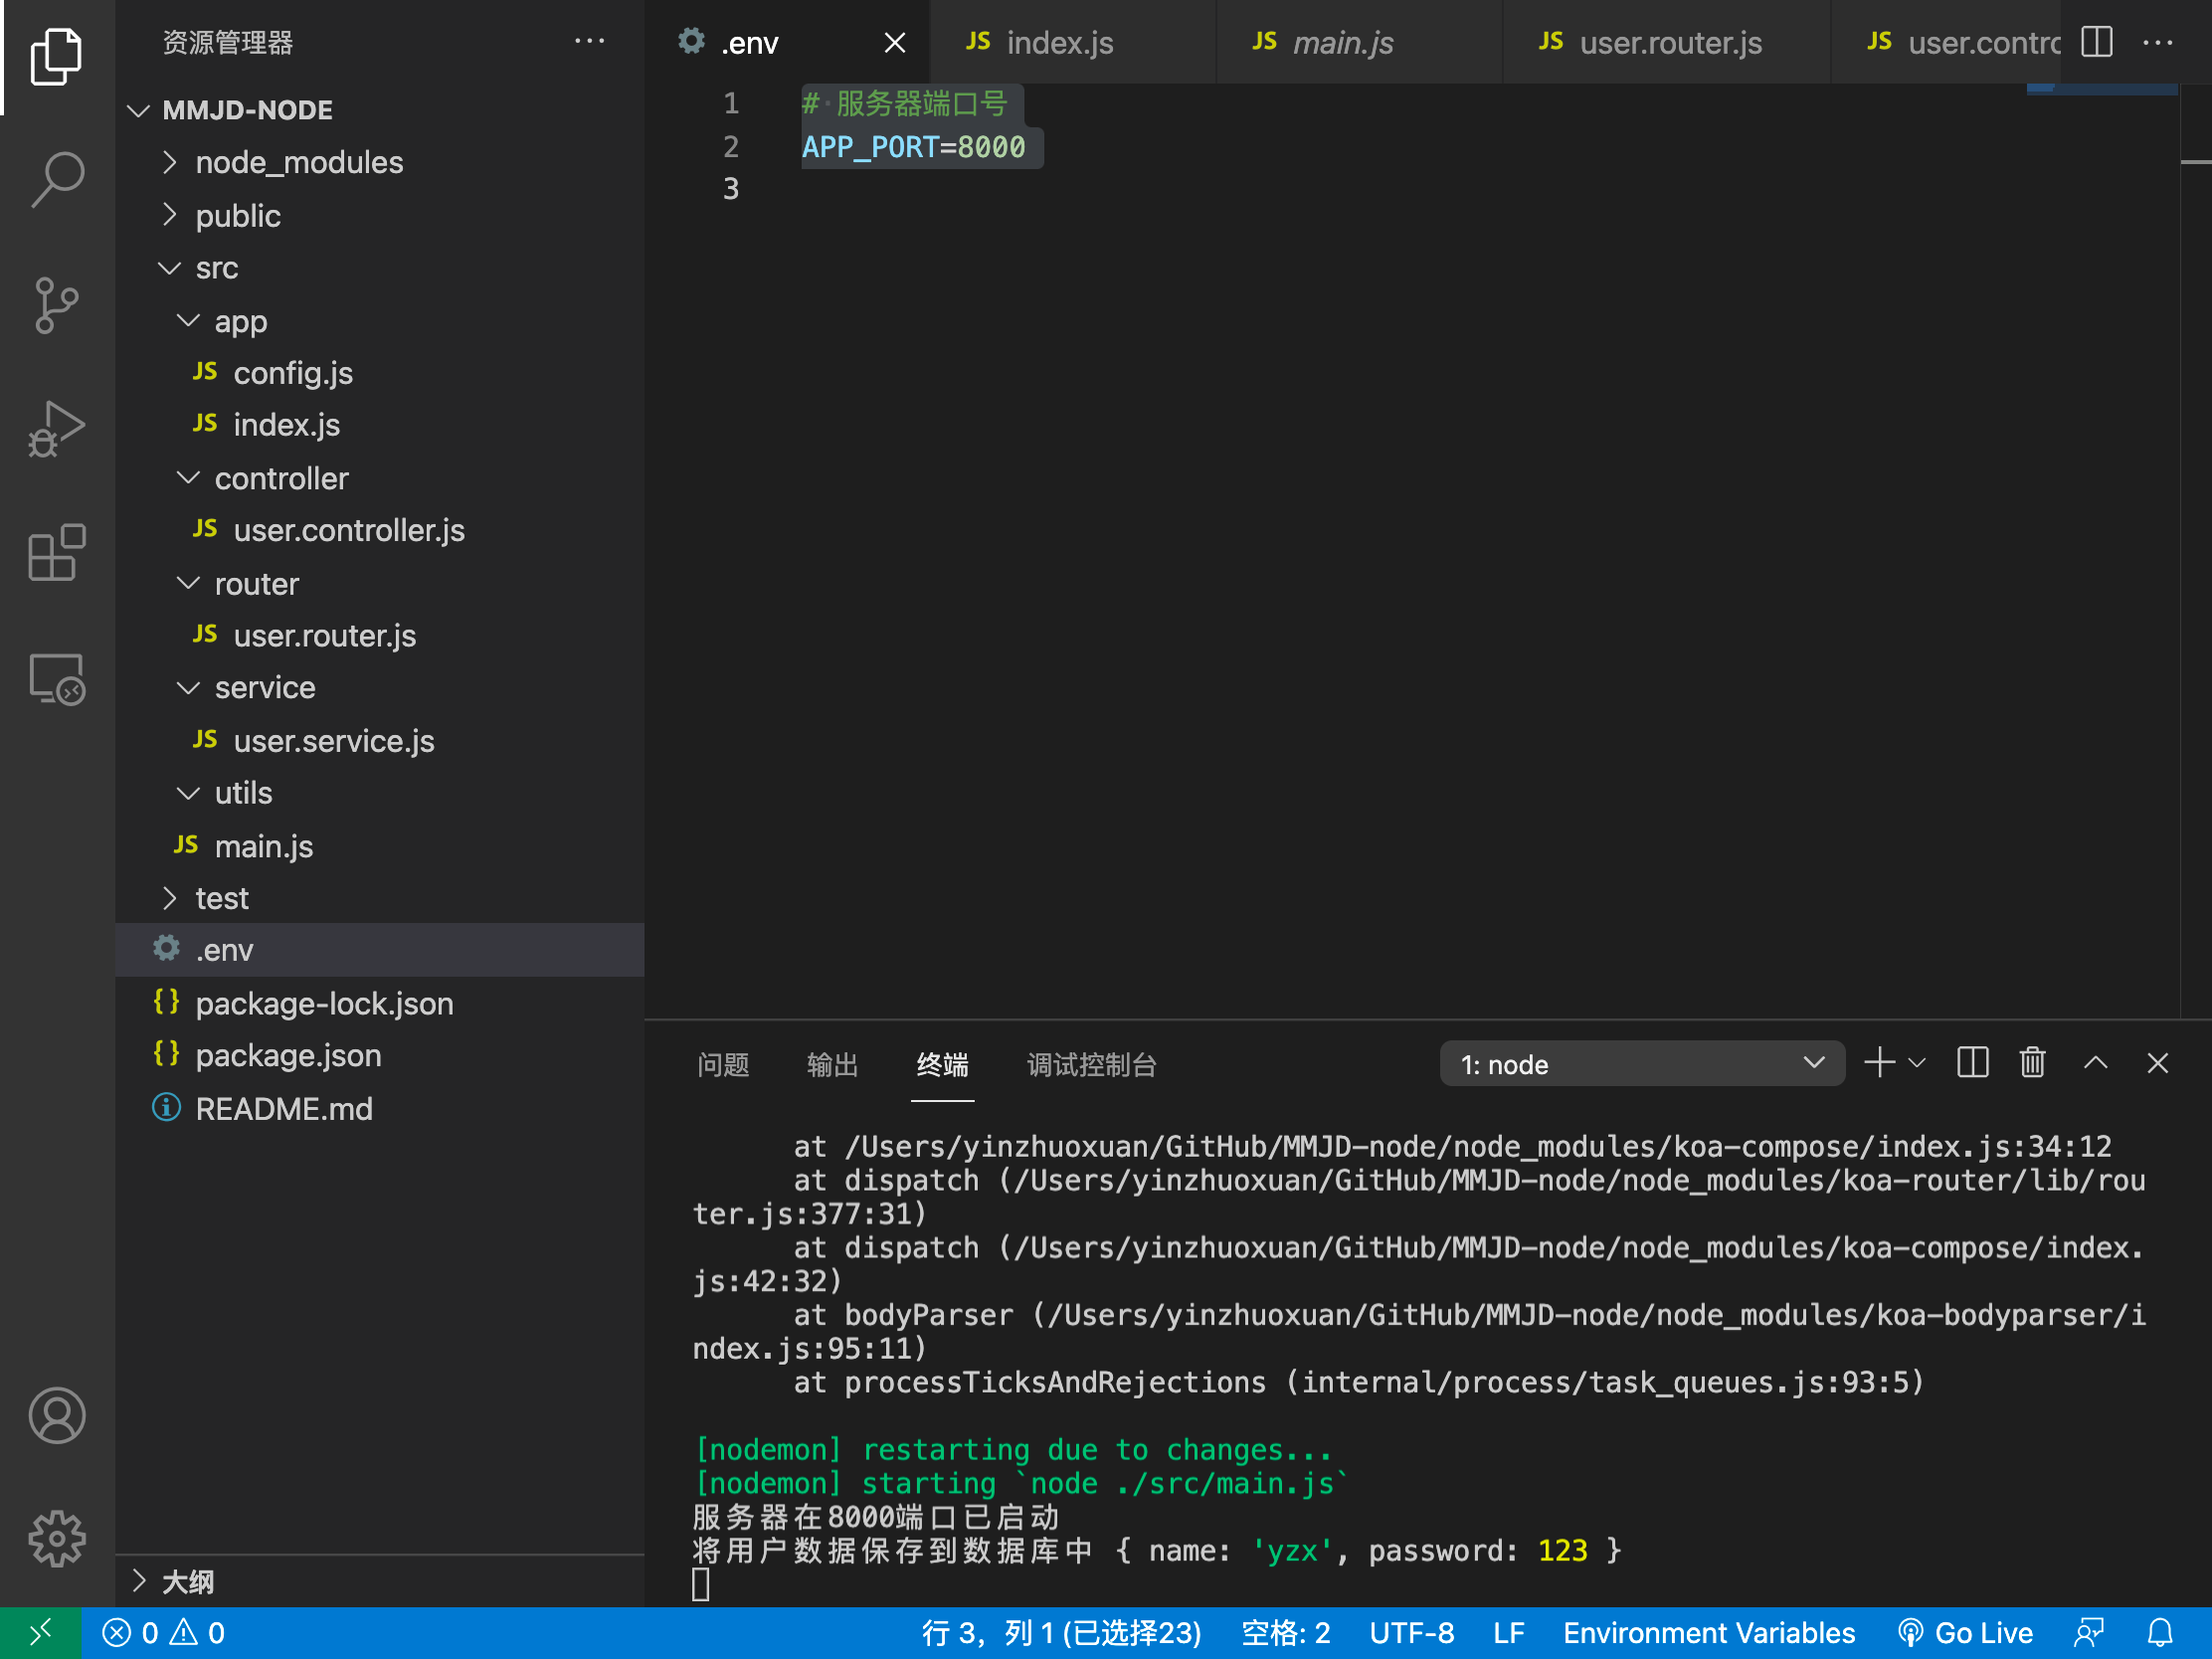 资源管理器
MMJD-NODE
node_modules
public
src
app
JS config.js
JS index.js
controller
JS user.controller.js
router
JS user.router.js
service
JS user.service.js
utils
JS main.js
test
.env
{} package-lock.json
{} package.json
README.md
大纲
.env
JS index.js
JS main.js
JS user.router.js
JS user.contro
1 # 服务器端口号
2 APP_PORT=8000
3
问题 输出 终端 调试控制台 1: node
at /Users/yinzhuoxuan/GitHub/MMJD-node/node_modules/koa-compose/index.js:34:12
at dispatch (/Users/yinzhuoxuan/GitHub/MMJD-node/node_modules/koa-router/lib/rou
ter.js:377:31)
at dispatch (/Users/yinzhuoxuan/GitHub/MMJD-node/node_modules/koa-compose/index.
js:42:32)
at bodyParser (/Users/yinzhuoxuan/GitHub/MMJD-node/node_modules/koa-bodyparser/i
ndex.js:95:11)
at processTicksAndRejections (internal/process/task_queues.js:93:5)
[nodemon] restarting due to changes...
[nodemon] starting `node ./src/main.js`
服务器在8000端口已启动
将用户数据保存到数据库中 { name: 'yzx', password: 123 }
0 0 行 3，列 1 (已选择23) 空格: 2 UTF-8 LF Environment Variables Go Live